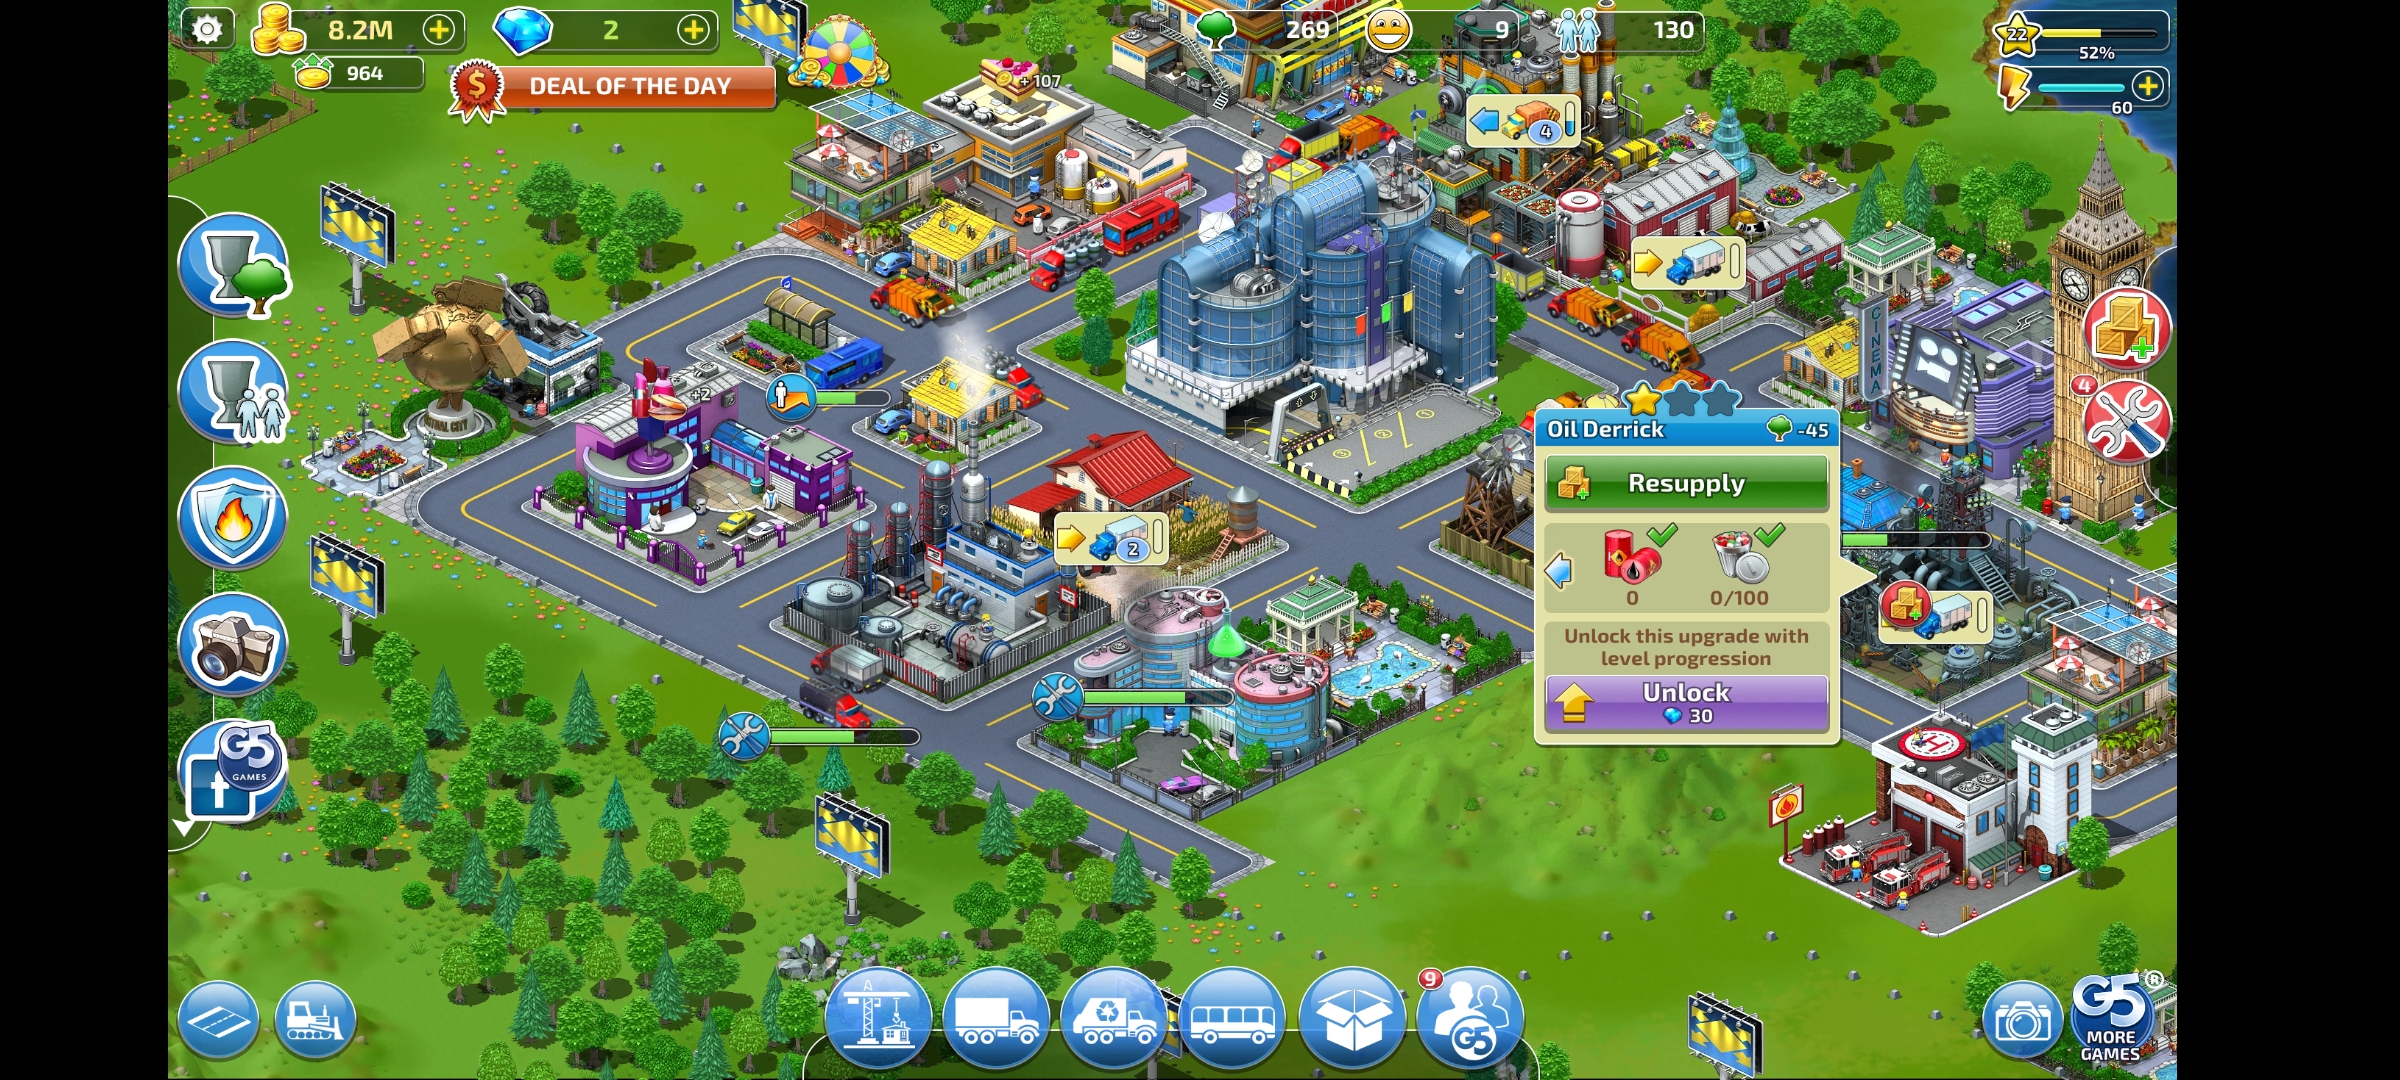 8.2M
2
269
9
130
22
52%
964
DEAL OF THE DAY
60
+107
4
CINEMA
+2
4
Oil Derrick
-45
Resupply
2
0
0/100
Unlock this upgrade with
level progression
Unlock
30
G5
GAMES
f
H
9
G5
G5
MORE
GAMES